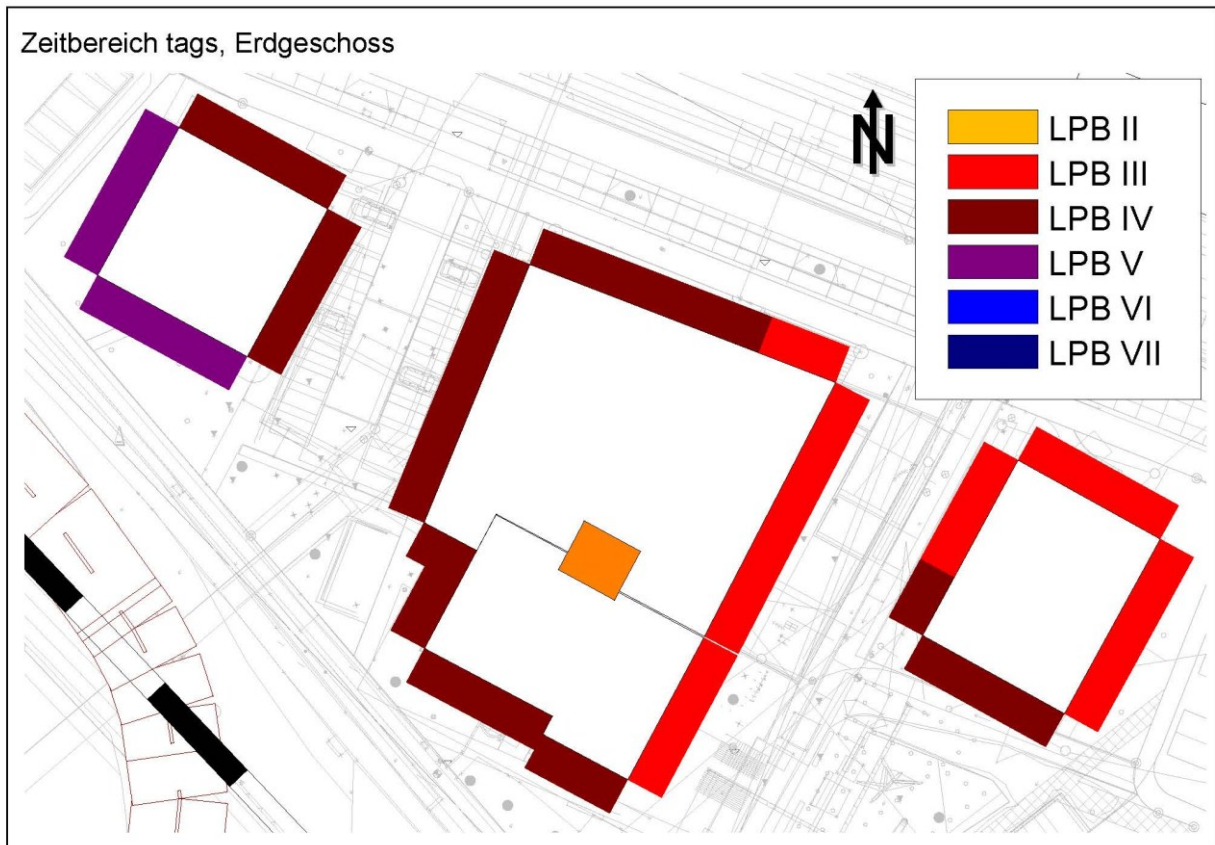 Zeitbereich tags, Erdgeschoss
N
LPB II
LPB III
LPB IV
LPB V
LPB VI
LPB VII